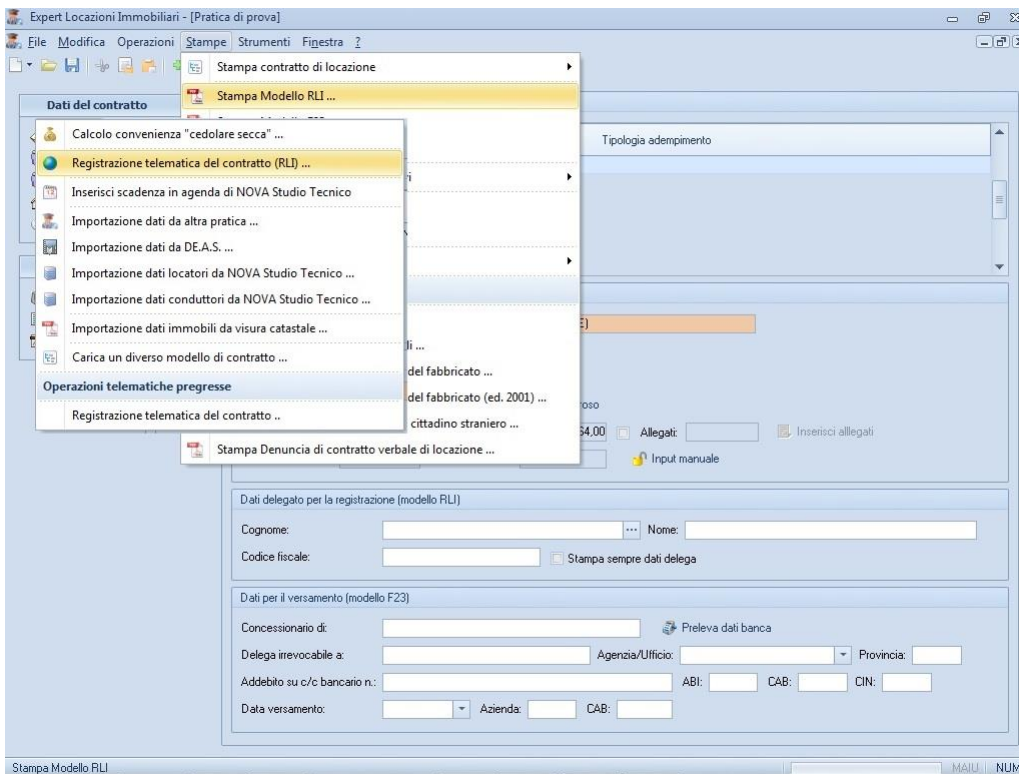 Expert Locazioni Immobiliari - [Pratica di prova]
File Modifica Operazioni Stampe Strumenti Finestra ?
Stampa contratto di locazione
Stampa Modello RLI ...
Dati del contratto
Tipologia adempimento
Calcolo convenienza "cedolare secca" ...
Registrazione telematica del contratto (RLI) ...
Inserisci scadenza in agenda di NOVA Studio Tecnico
Importazione dati da altra pratica ...
Importazione dati da DE.A.S. ...
Importazione dati locatori da NOVA Studio Tecnico ...
Importazione dati conduttori da NOVA Studio Tecnico ...
Importazione dati immobili da visura catastale ...
Carica un diverso modello di contratto ...
Operazioni telematiche pregresse
Registrazione telematica del contratto ..
E)
li ...
del fabbricato ...
del fabbricato (ed. 2001) ...
cittadino straniero ...
Stampa Denuncia di contratto verbale di locazione ...
roso
64,00 Allegati: Inserisci alllegati
Input manuale
Dati delegato per la registrazione (modello RLI)
Cognome: ... Nome:
Codice fiscale: Stampa sempre dati delega
Dati per il versamento (modello F23)
Concessionario di: Preleva dati banca
Delega irrevocabile a: Agenzia/Ufficio: Provincia:
Addebito su c/c bancario n.: ABI: CAB: CIN:
Data versamento: Azienda: CAB:
Stampa Modello RLI MAIU NUM